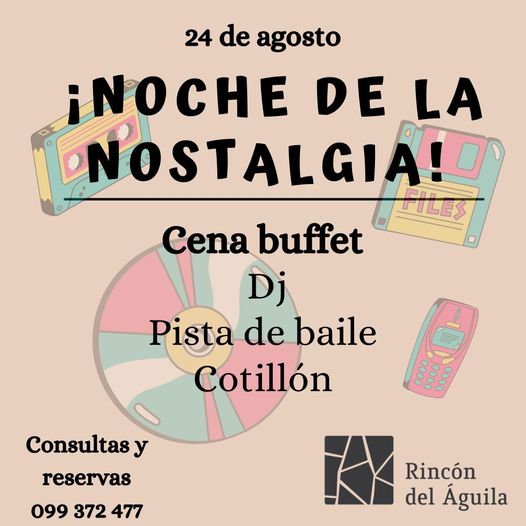 24 de agosto
¡NOCHE DE LA
NOSTALGIA!
FILES
Cena buffet
Dj
Pista de baile
Cotillón
Consultas y
reservas
099 372 477
Rincón
del Águila